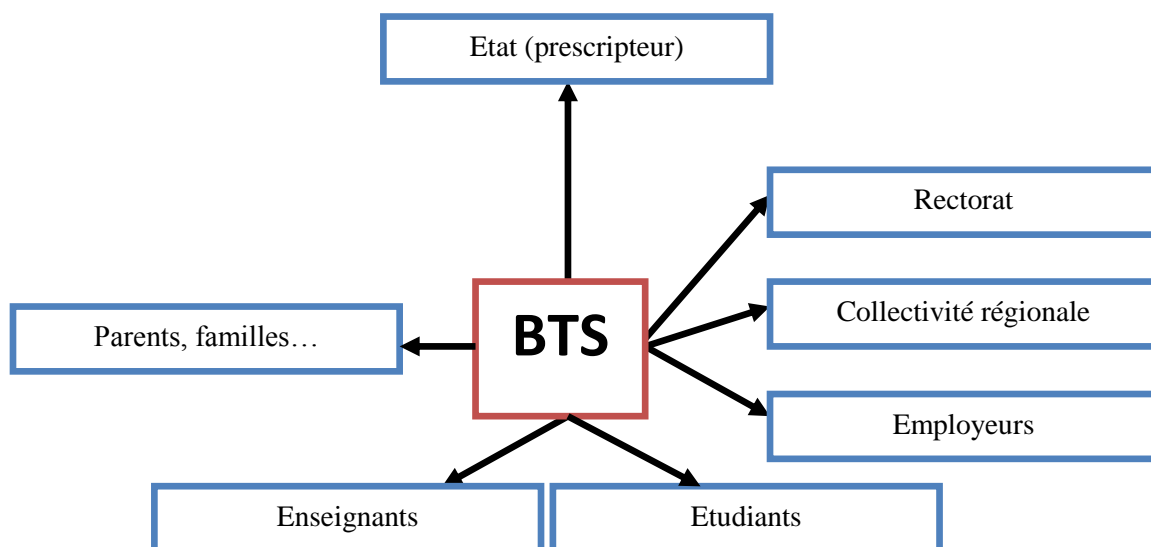 Etat (prescripteur)
Rectorat
Collectivité régionale
Parents, familles…
BTS
Employeurs
Enseignants
Etudiants